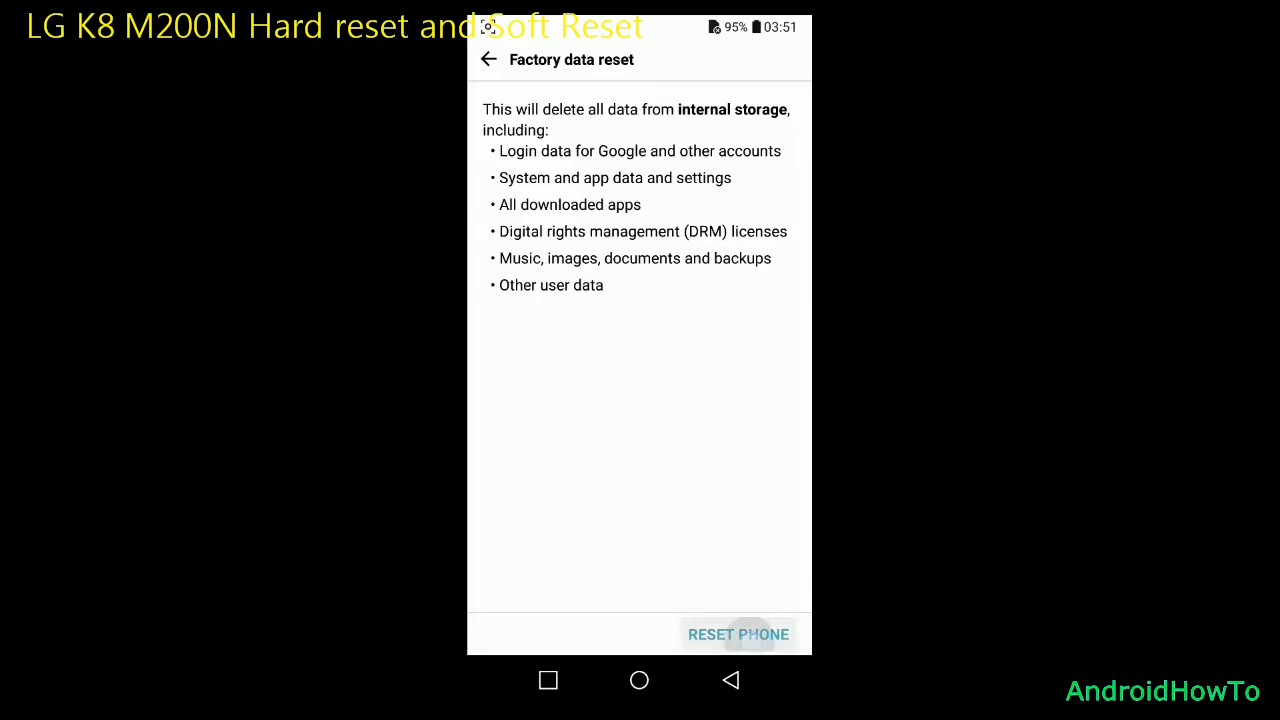 LG K8 M200N Hard reset and Soft Reset
95% 03:51
Factory data reset
This will delete all data from internal storage,
including:
• Login data for Google and other accounts
• System and app data and settings
• All downloaded apps
• Digital rights management (DRM) licenses
• Music, images, documents and backups
• Other user data
RESET PHONE
AndroidHowTo